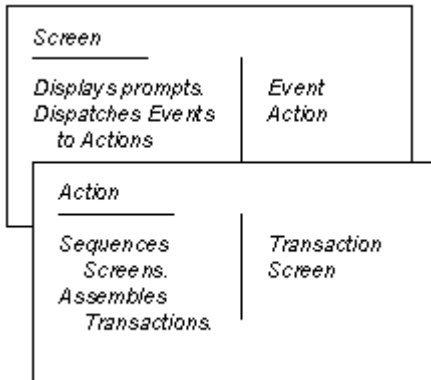 Screen
Displays prompts.
Dispatches Events
to Actions
Event
Action
Action
Sequences
Screens.
Assembles
Transactions.
Transaction
Screen